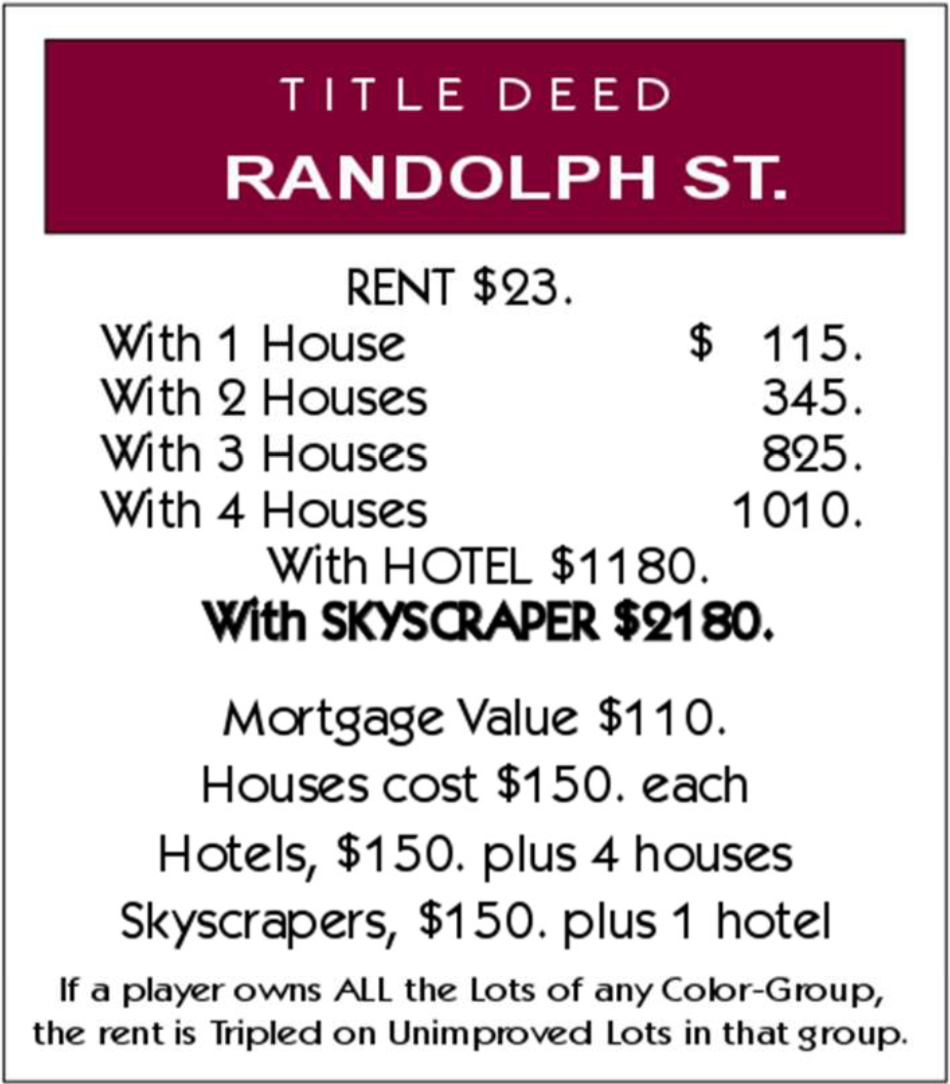 TITLE DEED
RANDOLPH ST.
RENT $23.
With 1 House $ 115.
With 2 Houses 345.
With 3 Houses 825.
With 4 Houses 1010.
With HOTEL $1180.
With SKYSCRAPER $2180.
Mortgage Value $110.
Houses cost $150. each
Hotels, $150. plus 4 houses
Skyscrapers, $150. plus 1 hotel
If a player owns ALL the Lots of any Color-Group,
the rent is Tripled on Unimproved Lots in that group.